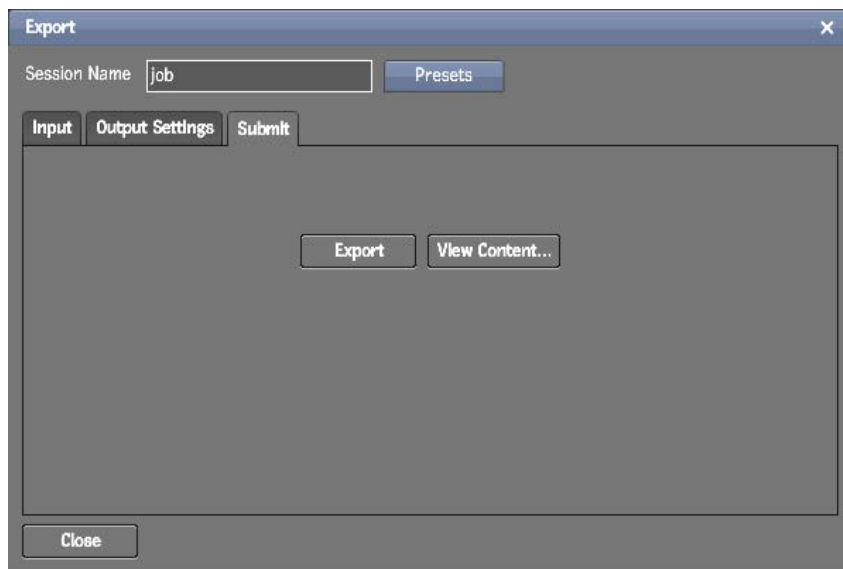 Export
Session Name job Presets
Input Output Settings Submit
Export View Content...
Close